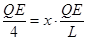 QE/4 = x · QE/L